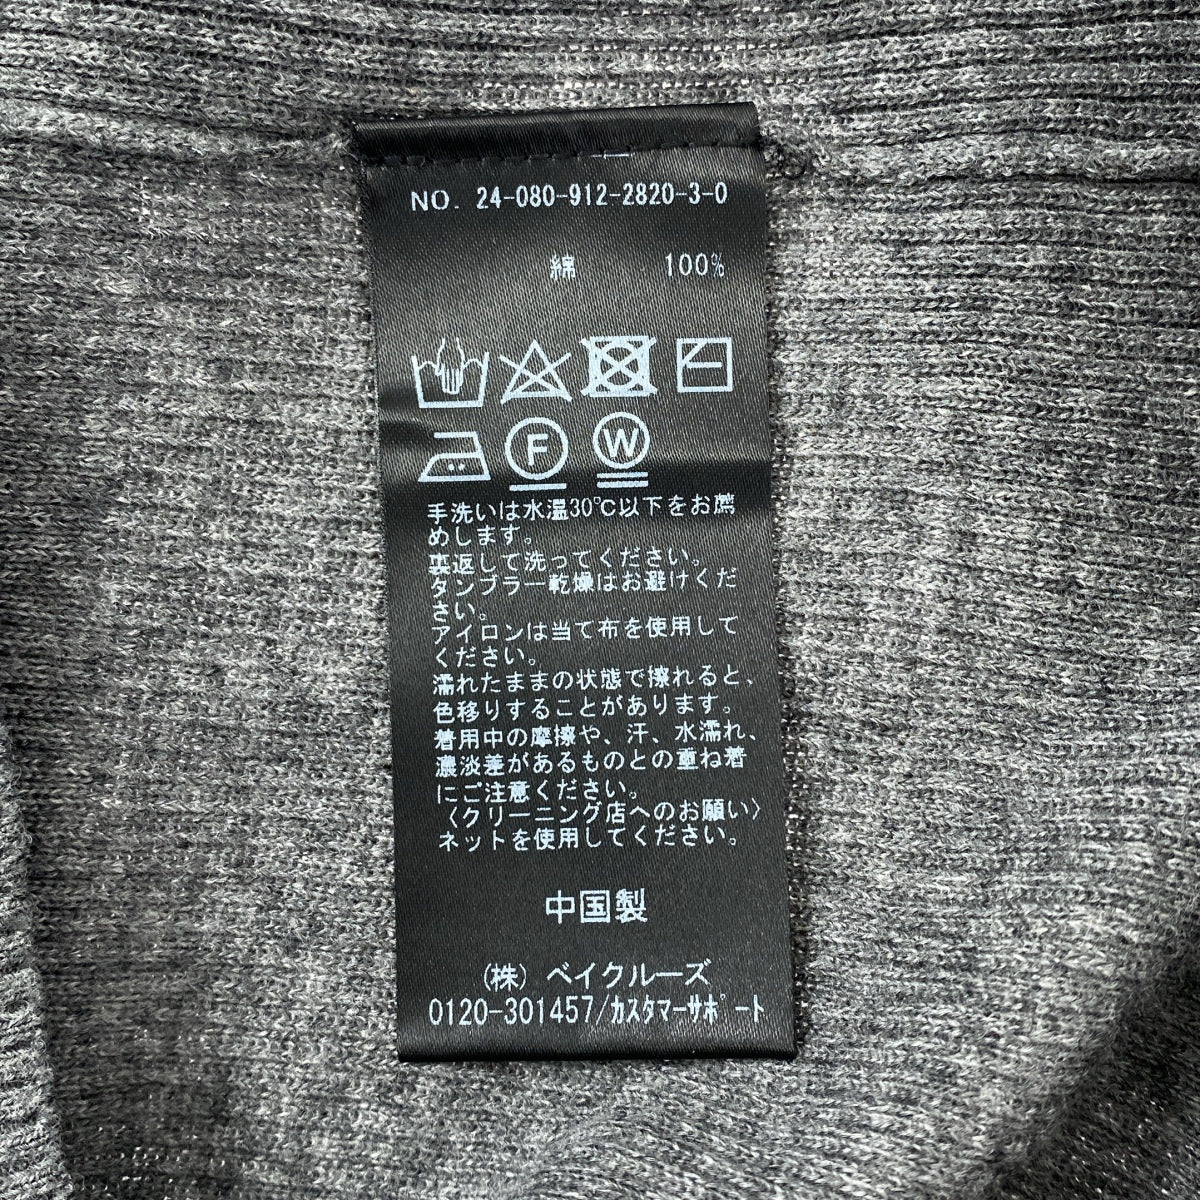 NO. 24-080-912-2820-3-0
綿 100%
F W
手洗いは水温30℃以下をお薦
めします。
裏返して洗ってください。
タンブラー乾燥はお避けくだ
さい。
アイロンは当て布を使用して
ください。
濡れたままの状態で擦れると、
色移りすることがあります。
着用中の摩擦や、汗、水濡れ、
濃淡差があるものとの重ね着
にご注意ください。
〈クリーニング店へのお願い〉
ネットを使用してください。
中国製
(株) ベイクルーズ
0120-301457/カスタマーサポート